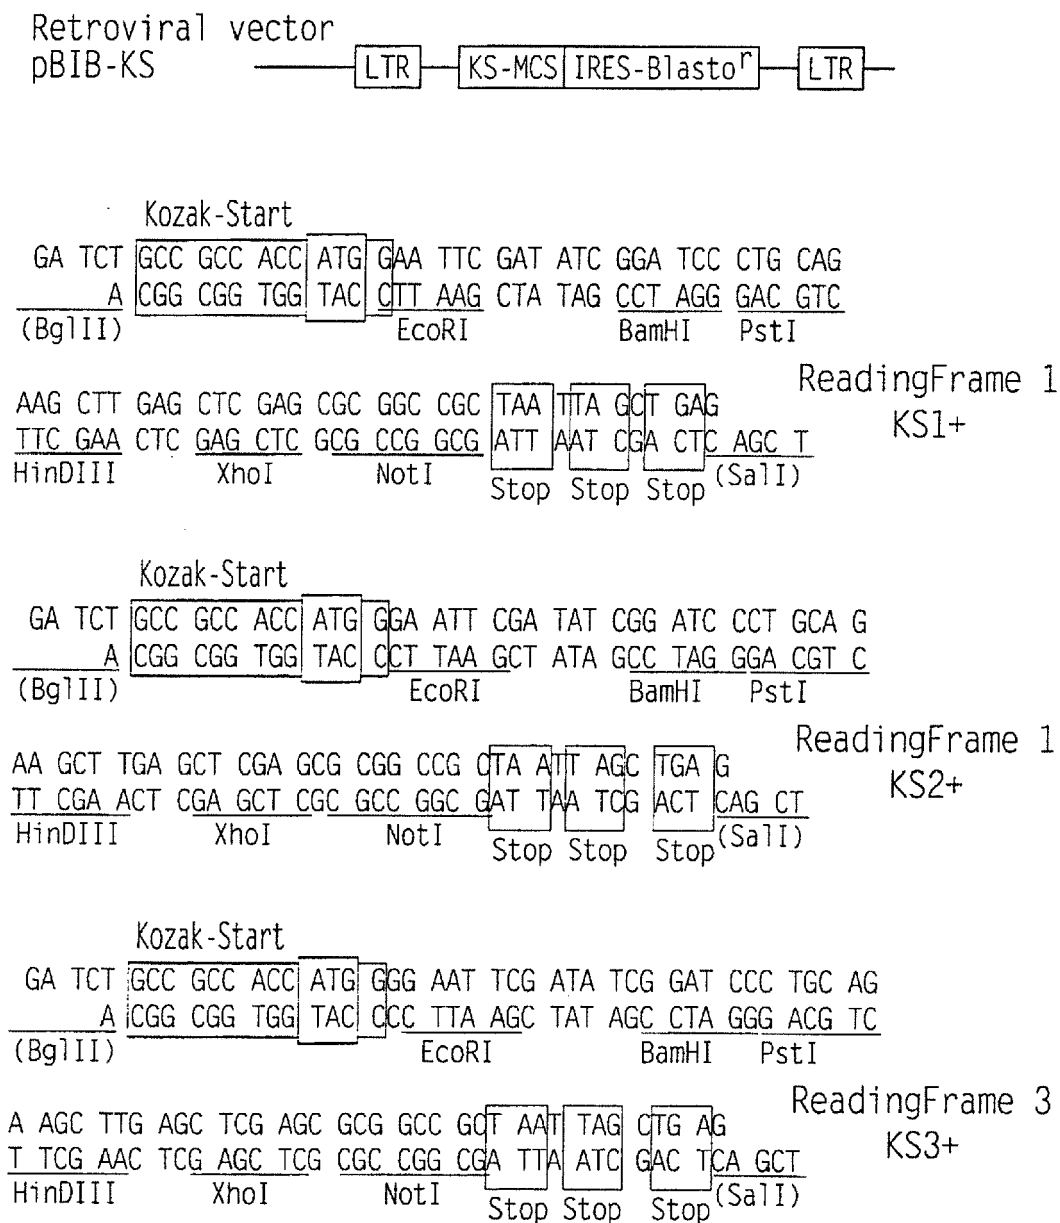 Retroviral vector
pBIB-KS LTR KS-MCS IRES-Blastoʳ LTR
Kozak-Start
GA TCT GCC GCC ACC ATG GAA TTC GAT ATC GGA TCC CTG CAG
A CGG CGG TGG TAC CTT AAG CTA TAG CCT AGG GAC GTC
(BglII) EcoRI BamHI PstI
ReadingFrame 1
KS1+
AAG CTT GAG CTC GAG CGC GGC CGC TAA TTA GCT GAG
TTC GAA CTC GAG CTC GCG CCG GCG ATT AAT CGA CTC AGC T
HinDIII XhoI NotI Stop Stop Stop (SalI)
Kozak-Start
GA TCT GCC GCC ACC ATG GGA ATT CGA TAT CGG ATC CCT GCA G
A CGG CGG TGG TAC CCT TAA GCT ATA GCC TAG GGA CGT C
(BglII) EcoRI BamHI PstI
ReadingFrame 1
KS2+
AA GCT TGA GCT CGA GCG CGG CCG CTAA TTAGC TGA G
TT CGA ACT CGA GCT CGC GCC GGC GATTAATCG ACT CAG CT
HinDIII XhoI NotI Stop Stop Stop (SalI)
Kozak-Start
GA TCT GCC GCC ACC ATG GGG AAT TCG ATA TCG GAT CCC TGC AG
A CGG CGG TGG TAC CCC TTA AGC TAT AGC CTA GGG ACG TC
(BglII) EcoRI BamHI PstI
ReadingFrame 3
KS3+
A AGC TTG AGC TCG AGC GCG GCC GCT AAT TAG CTG AG
T TCG AAC TCG AGC TCG CGC CGG CGA TTA ATC GAC TCA GCT
HinDIII XhoI NotI Stop Stop Stop (SalI)